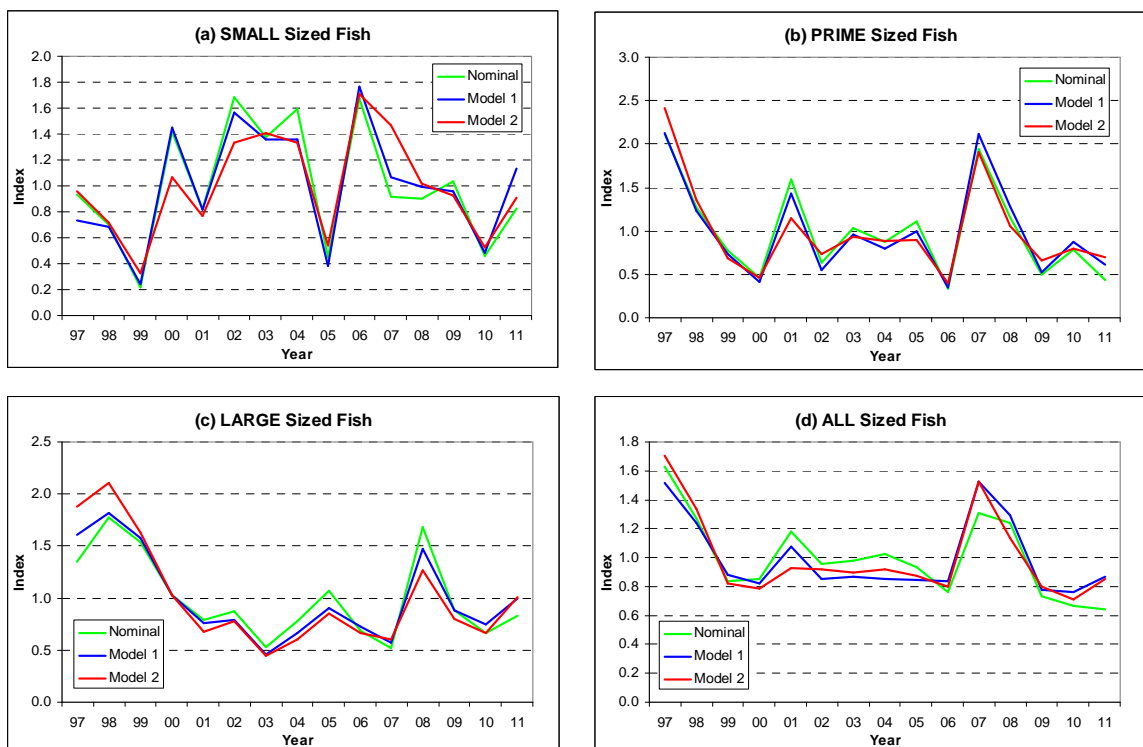 (a) SMALL Sized Fish
2.0
1.8
1.6
1.4
1.2
1.0
0.8
0.6
0.4
0.2
0.0
Index
Nominal
Model 1
Model 2
97 98 99 00 01 02 03 04 05 06 07 08 09 10 11
Year
(b) PRIME Sized Fish
3.0
2.5
2.0
1.5
1.0
0.5
0.0
Index
Nominal
Model 1
Model 2
97 98 99 00 01 02 03 04 05 06 07 08 09 10 11
Year
(c) LARGE Sized Fish
2.5
2.0
1.5
1.0
0.5
0.0
Index
Nominal
Model 1
Model 2
97 98 99 00 01 02 03 04 05 06 07 08 09 10 11
Year
(d) ALL Sized Fish
1.8
1.6
1.4
1.2
1.0
0.8
0.6
0.4
0.2
0.0
Index
Nominal
Model 1
Model 2
97 98 99 00 01 02 03 04 05 06 07 08 09 10 11
Year